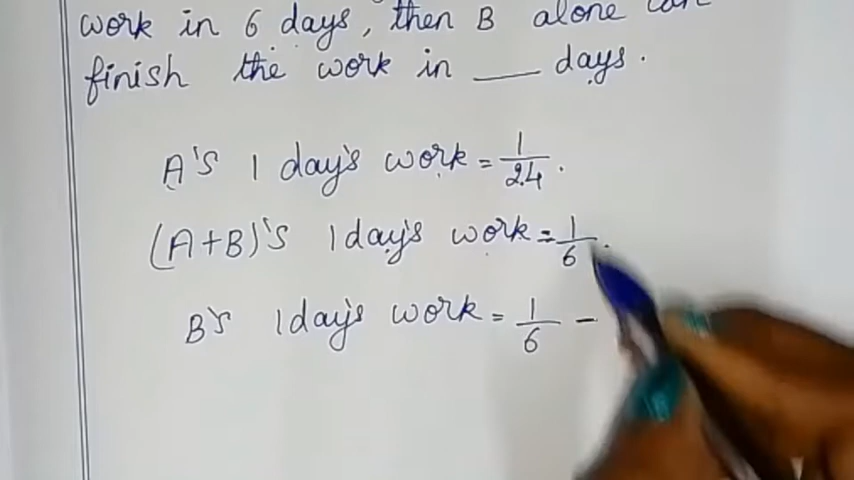 work in 6 days, then B alone can
finish the work in ___ days.
A's 1 day's work = 1/24.
(A+B)'s 1 day's work = 1/6.
B's 1 day's work = 1/6 -